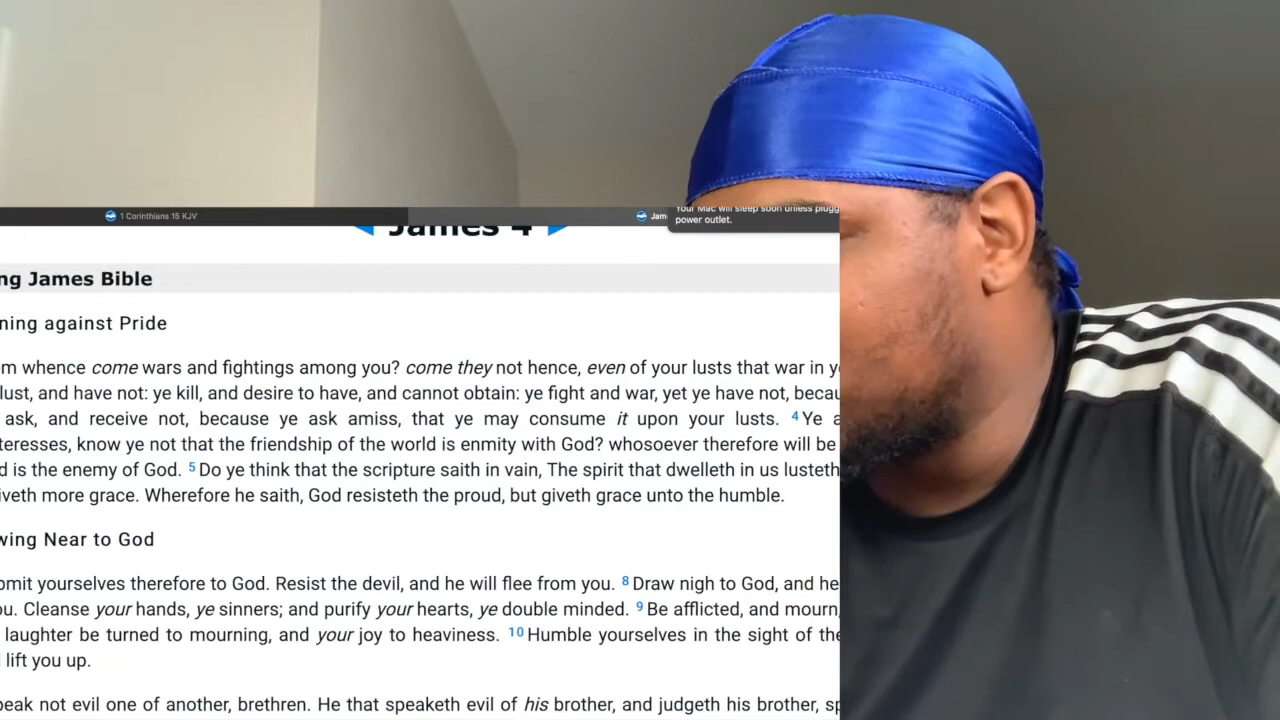 1 Corinthians 15 KJV
Jam
Your Mac will sleep soon unless plugg
power outlet.
James 4
ng James Bible
ning against Pride
m whence come wars and fightings among you? come they not hence, even of your lusts that war in y
lust, and have not: ye kill, and desire to have, and cannot obtain: ye fight and war, yet ye have not, becau
ask, and receive not, because ye ask amiss, that ye may consume it upon your lusts. 4 Ye a
teresses, know ye not that the friendship of the world is enmity with God? whosoever therefore will be
d is the enemy of God. 5 Do ye think that the scripture saith in vain, The spirit that dwelleth in us lusteth
iveth more grace. Wherefore he saith, God resisteth the proud, but giveth grace unto the humble.
wing Near to God
bmit yourselves therefore to God. Resist the devil, and he will flee from you. 8 Draw nigh to God, and he
ou. Cleanse your hands, ye sinners; and purify your hearts, ye double minded. 9 Be afflicted, and mourn,
laughter be turned to mourning, and your joy to heaviness. 10 Humble yourselves in the sight of the
lift you up.
peak not evil one of another, brethren. He that speaketh evil of his brother, and judgeth his brother, sp